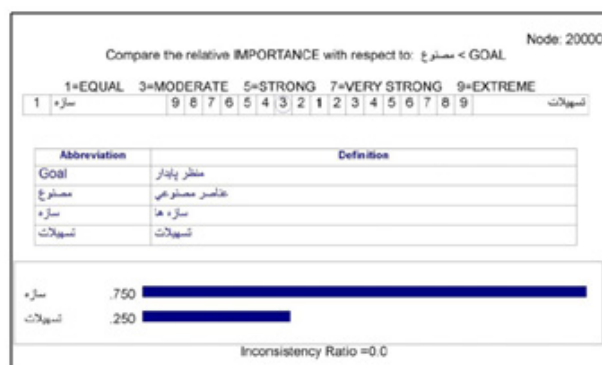 Node: 20000
Compare the relative IMPORTANCE with respect to: مصنوع < GOAL
1=EQUAL 3=MODERATE 5=STRONG 7=VERY STRONG 9=EXTREME
1 سازه 9 8 7 6 5 4 3 2 1 2 3 4 5 6 7 8 9 تسهیلات
Abbreviation Definition
Goal منظر پایدار
مصنوع عناصر مصنوعي
سازه سازه ها
تسهیلات تسهیلات
سازه .750
تسهیلات .250
Inconsistency Ratio =0.0